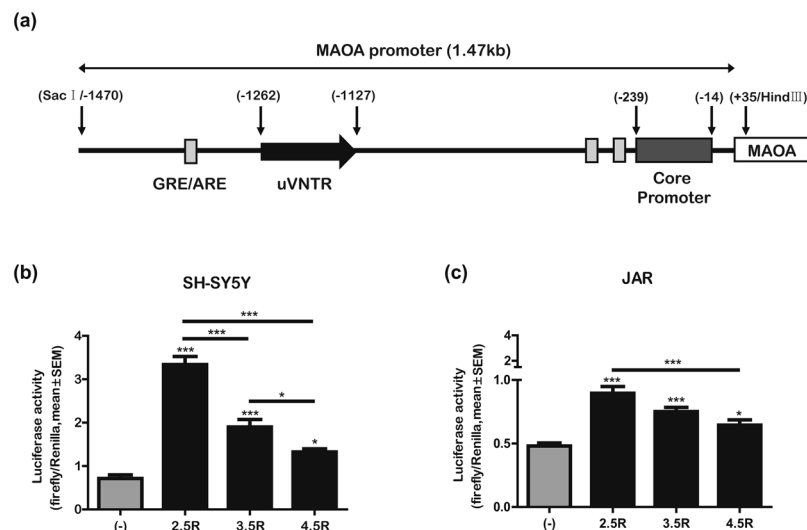 (a)
MAOA promoter (1.47kb)
(Sac Ⅰ/-1470)
(-1262)
(-1127)
(-239)
(-14)
(+35/HindⅢ)
MAOA
GRE/ARE
uVNTR
Core
Promoter
(b)
SH-SY5Y
Luciferase activity
(firefly/Renilla,mean±SEM)
4
3
2
1
0
***
***
***
***
*
*
(-)
2.5R
3.5R
4.5R
(c)
JAR
Luciferase activity
(firefly/Renilla,mean±SEM)
4
2
1.0
0.5
0.0
***
***
***
*
(-)
2.5R
3.5R
4.5R